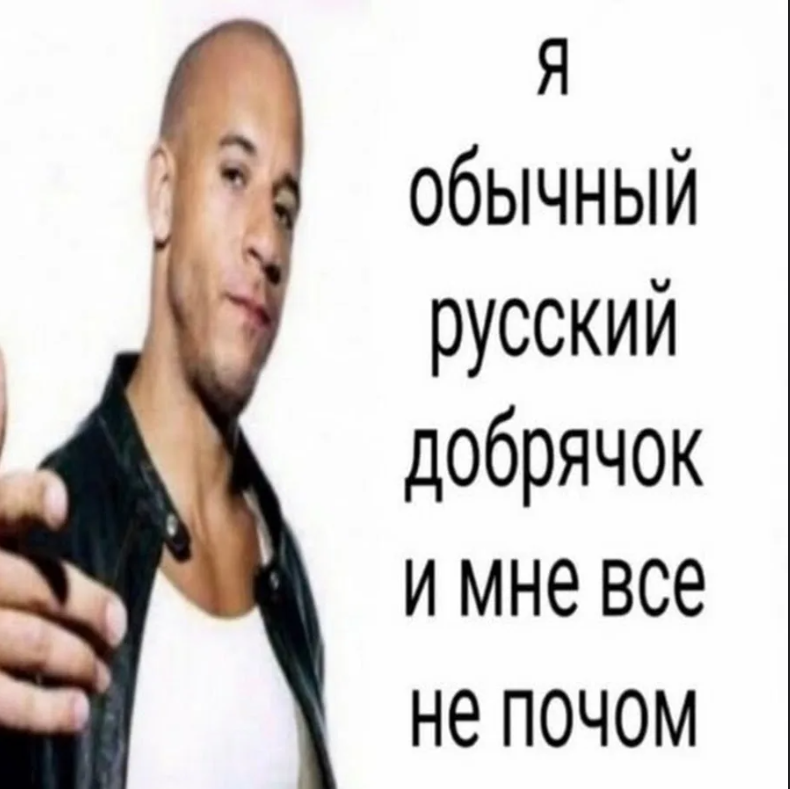 я
обычный
русский
добрячок
и мне все
не почом